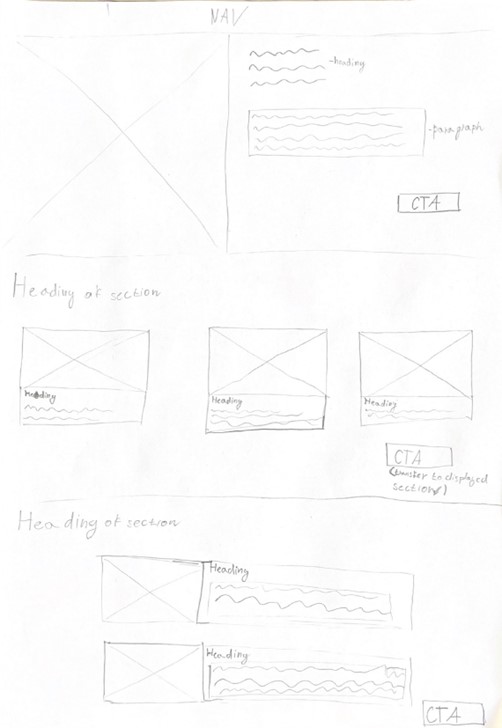 NAV
-heading
-paragraph
CTA
Heading of section
Heading
Heading
Heading
CTA
(transfer to displayed
section)
Heading of section
Heading
Heading
CTA